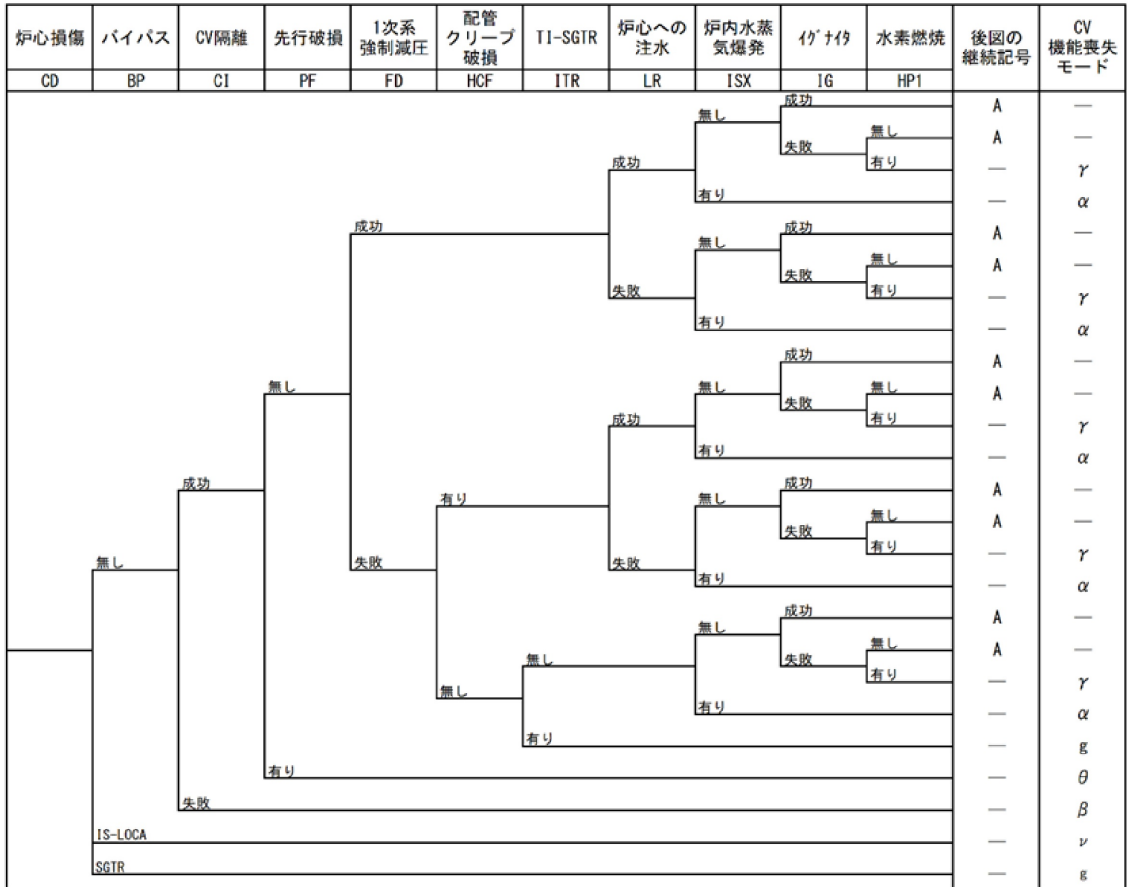 炉心損傷
バイパス
CV隔離
先行破損
1次系
強制減圧
配管
クリープ
破損
TI-SGTR
炉心への
注水
炉内水蒸
気爆発
イグナイタ
水素燃焼
後図の
継続記号
CV
機能喪失
モード
CD
BP
CI
PF
FD
HCF
ITR
LR
ISX
IG
HP1
成功
A
—
無し
無し
A
—
失敗
成功
有り
—
γ
有り
—
α
成功
成功
A
—
無し
無し
A
—
失敗
失敗
有り
—
γ
有り
—
α
成功
A
—
無し
無し
無し
A
—
失敗
成功
有り
—
γ
有り
—
α
成功
成功
A
—
有り
無し
無し
A
—
失敗
無し
失敗
失敗
有り
—
γ
有り
—
α
成功
A
—
無し
無し
A
—
失敗
無し
有り
—
γ
無し
有り
—
α
有り
—
g
有り
—
θ
失敗
—
β
IS-LOCA
—
ν
SGTR
—
g